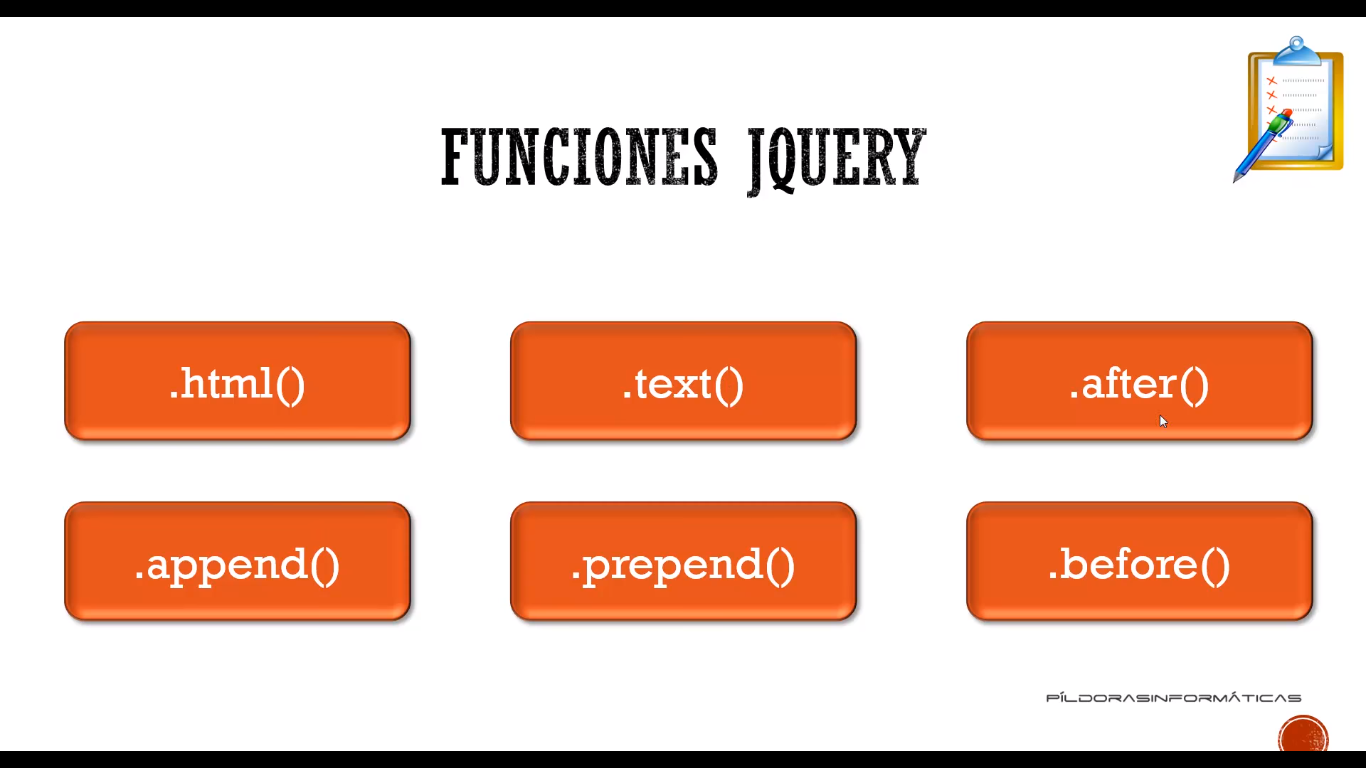 FUNCIONES JQUERY
.html()
.text()
.after()
.append()
.prepend()
.before()
PÍLDORASINFORMÁTICAS